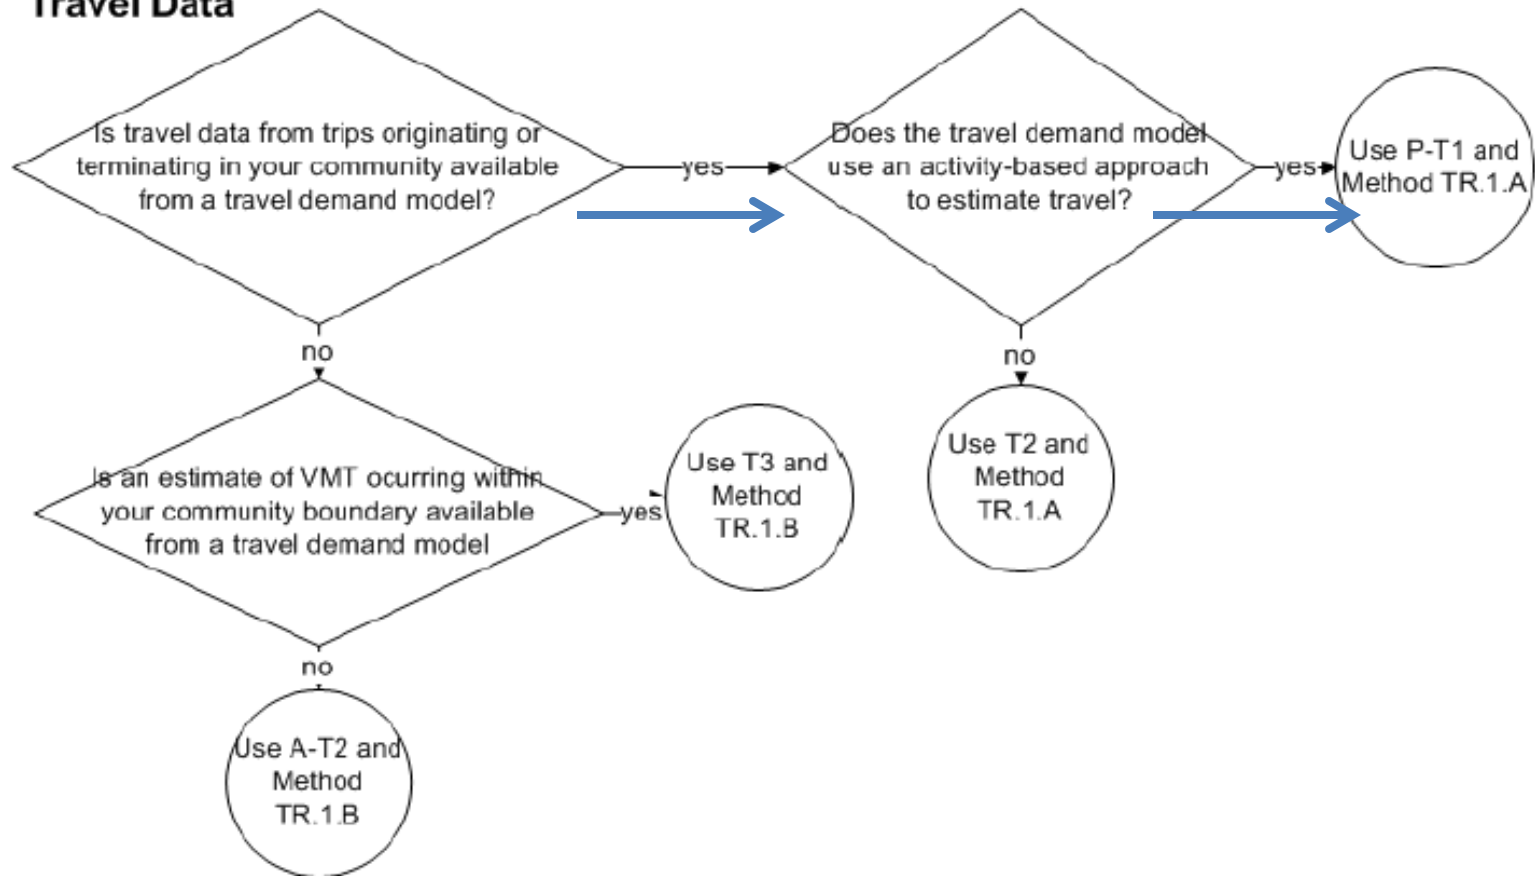 Travel Data
Is travel data from trips originating or
terminating in your community available
from a travel demand model?
yes
Does the travel demand model
use an activity-based approach
to estimate travel?
yes
Use P-T1 and
Method TR.1.A
no
no
Is an estimate of VMT ocurring within
your community boundary available
from a travel demand model
yes
Use T3 and
Method
TR.1.B
Use T2 and
Method
TR.1.A
no
Use A-T2 and
Method
TR.1.B